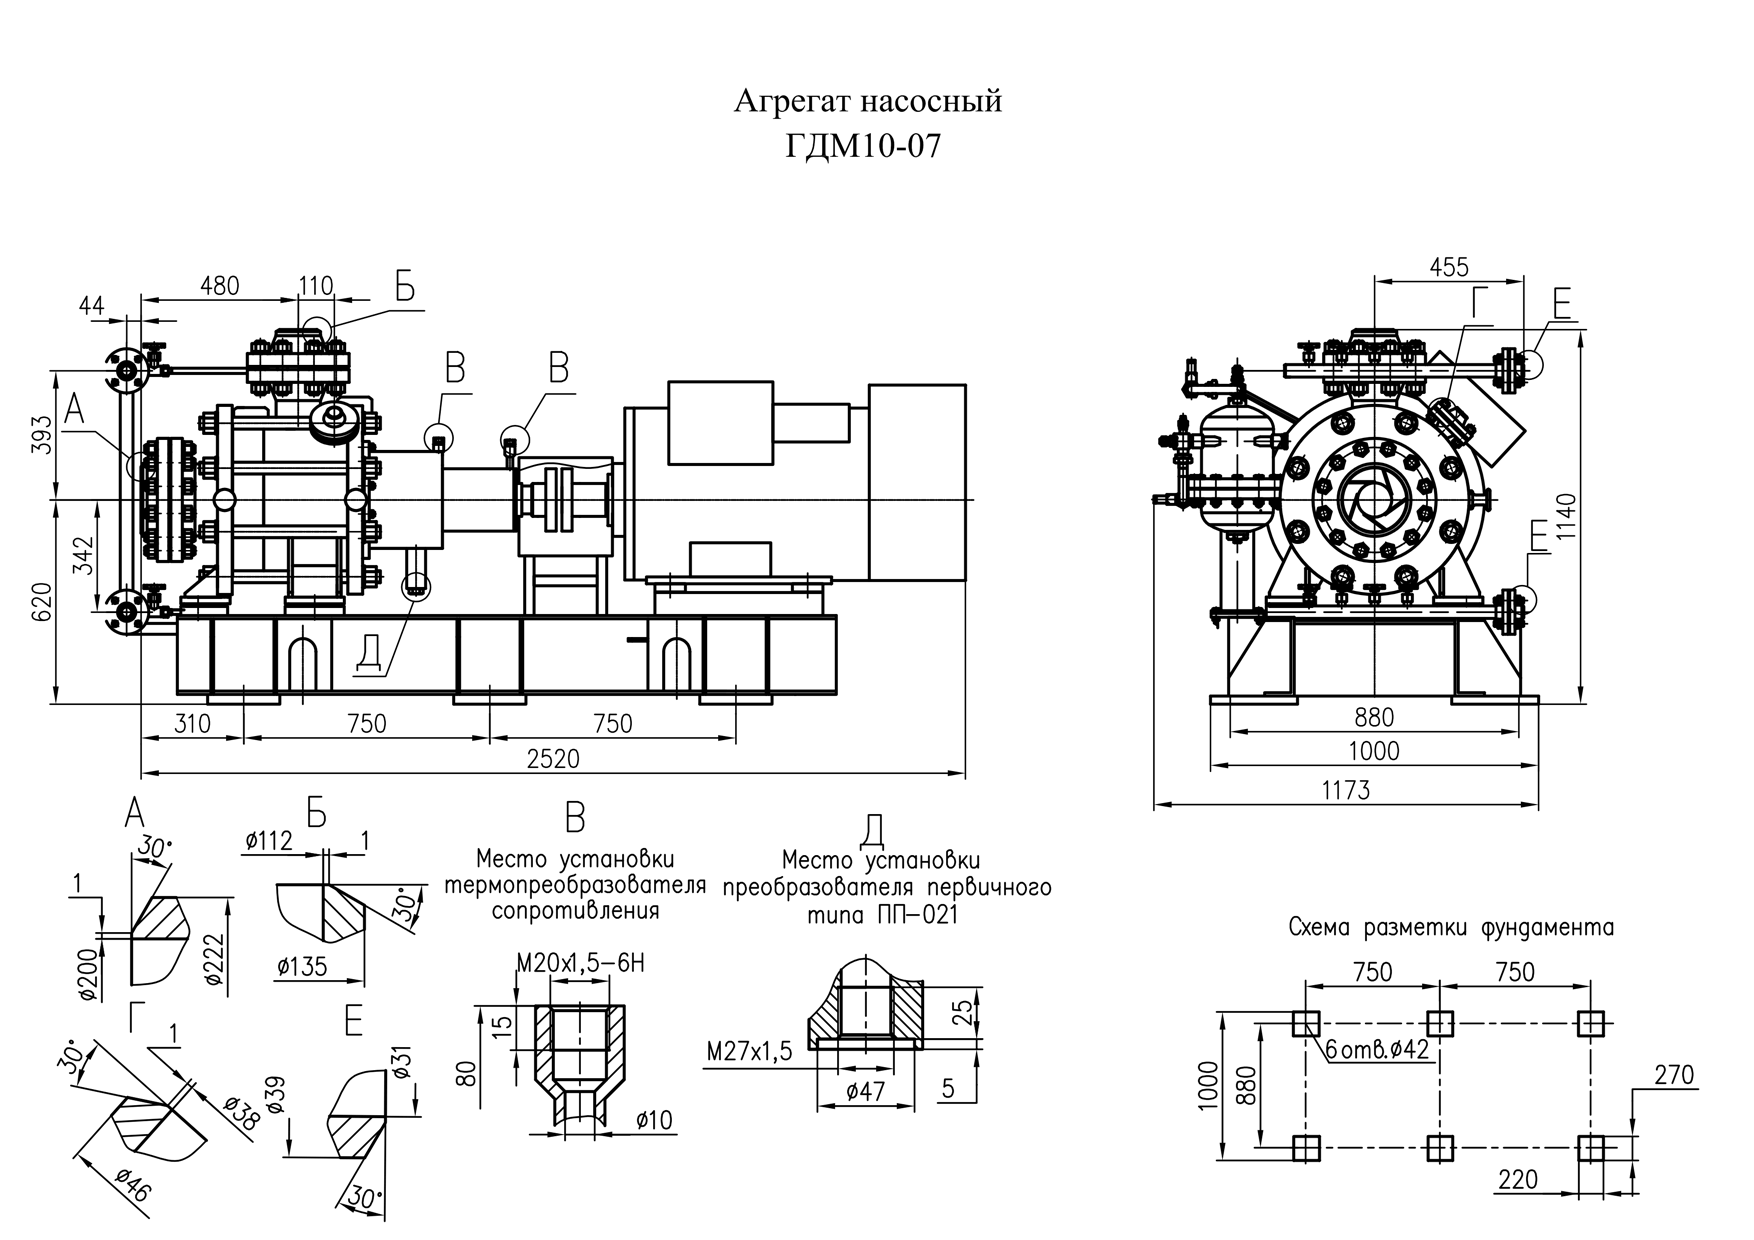 Агрегат насосный
ГДМ10-07
480
110
Б
44
В
В
А
393
342
620
Д
310
750
750
2520
455
Г
Е
Е
1140
880
1000
1173
А
30°
1
ø200
ø222
Б
ø112
1
30°
ø135
В
Место установки
термопреобразователя
сопротивления
М20х1,5-6Н
15
80
ø10
Д
Место установки
преобразователя первичного
типа ПП-021
25
М27х1,5
ø47
5
Г
30°
1
ø38
ø46
Е
ø31
ø39
30°
Схема разметки фундамента
750
750
6 отв. ø42
1000
880
270
220